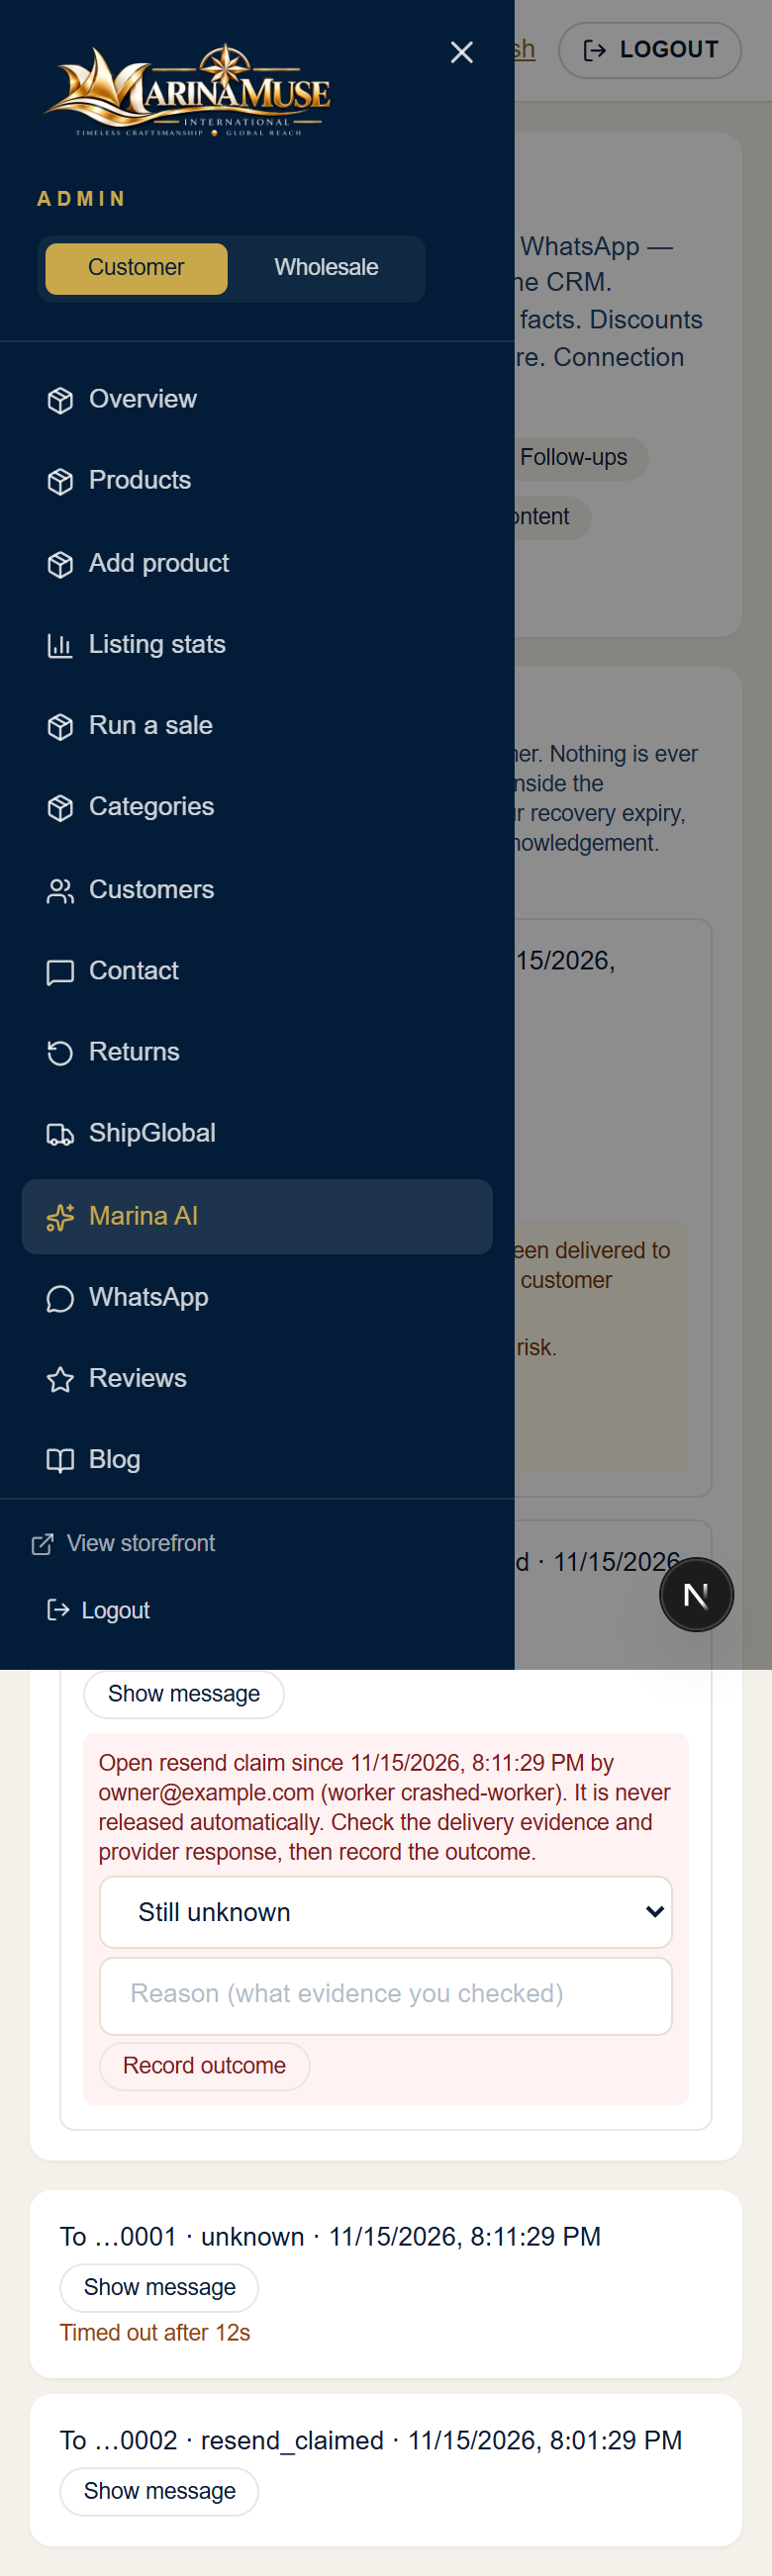 MARINAMUSE
INTERNATIONAL
TIMELESS CRAFTSMANSHIP GLOBAL REACH
sh
LOGOUT
ADMIN
Customer
Wholesale
WhatsApp —
ne CRM.
facts. Discounts
re. Connection
Overview
Follow-ups
Products
ontent
Add product
Listing stats
Run a sale
ner. Nothing is ever
nside the
Categories
ur recovery expiry,
nowledgement.
Customers
Contact
15/2026,
Returns
ShipGlobal
Marina AI
een delivered to
customer
WhatsApp
risk.
Reviews
Blog
View storefront
d · 11/15/2026
Logout
N
Show message
Open resend claim since 11/15/2026, 8:11:29 PM by
owner@example.com (worker crashed-worker). It is never
released automatically. Check the delivery evidence and
provider response, then record the outcome.
Still unknown
Reason (what evidence you checked)
Record outcome
To …0001 · unknown · 11/15/2026, 8:11:29 PM
Show message
Timed out after 12s
To …0002 · resend_claimed · 11/15/2026, 8:01:29 PM
Show message